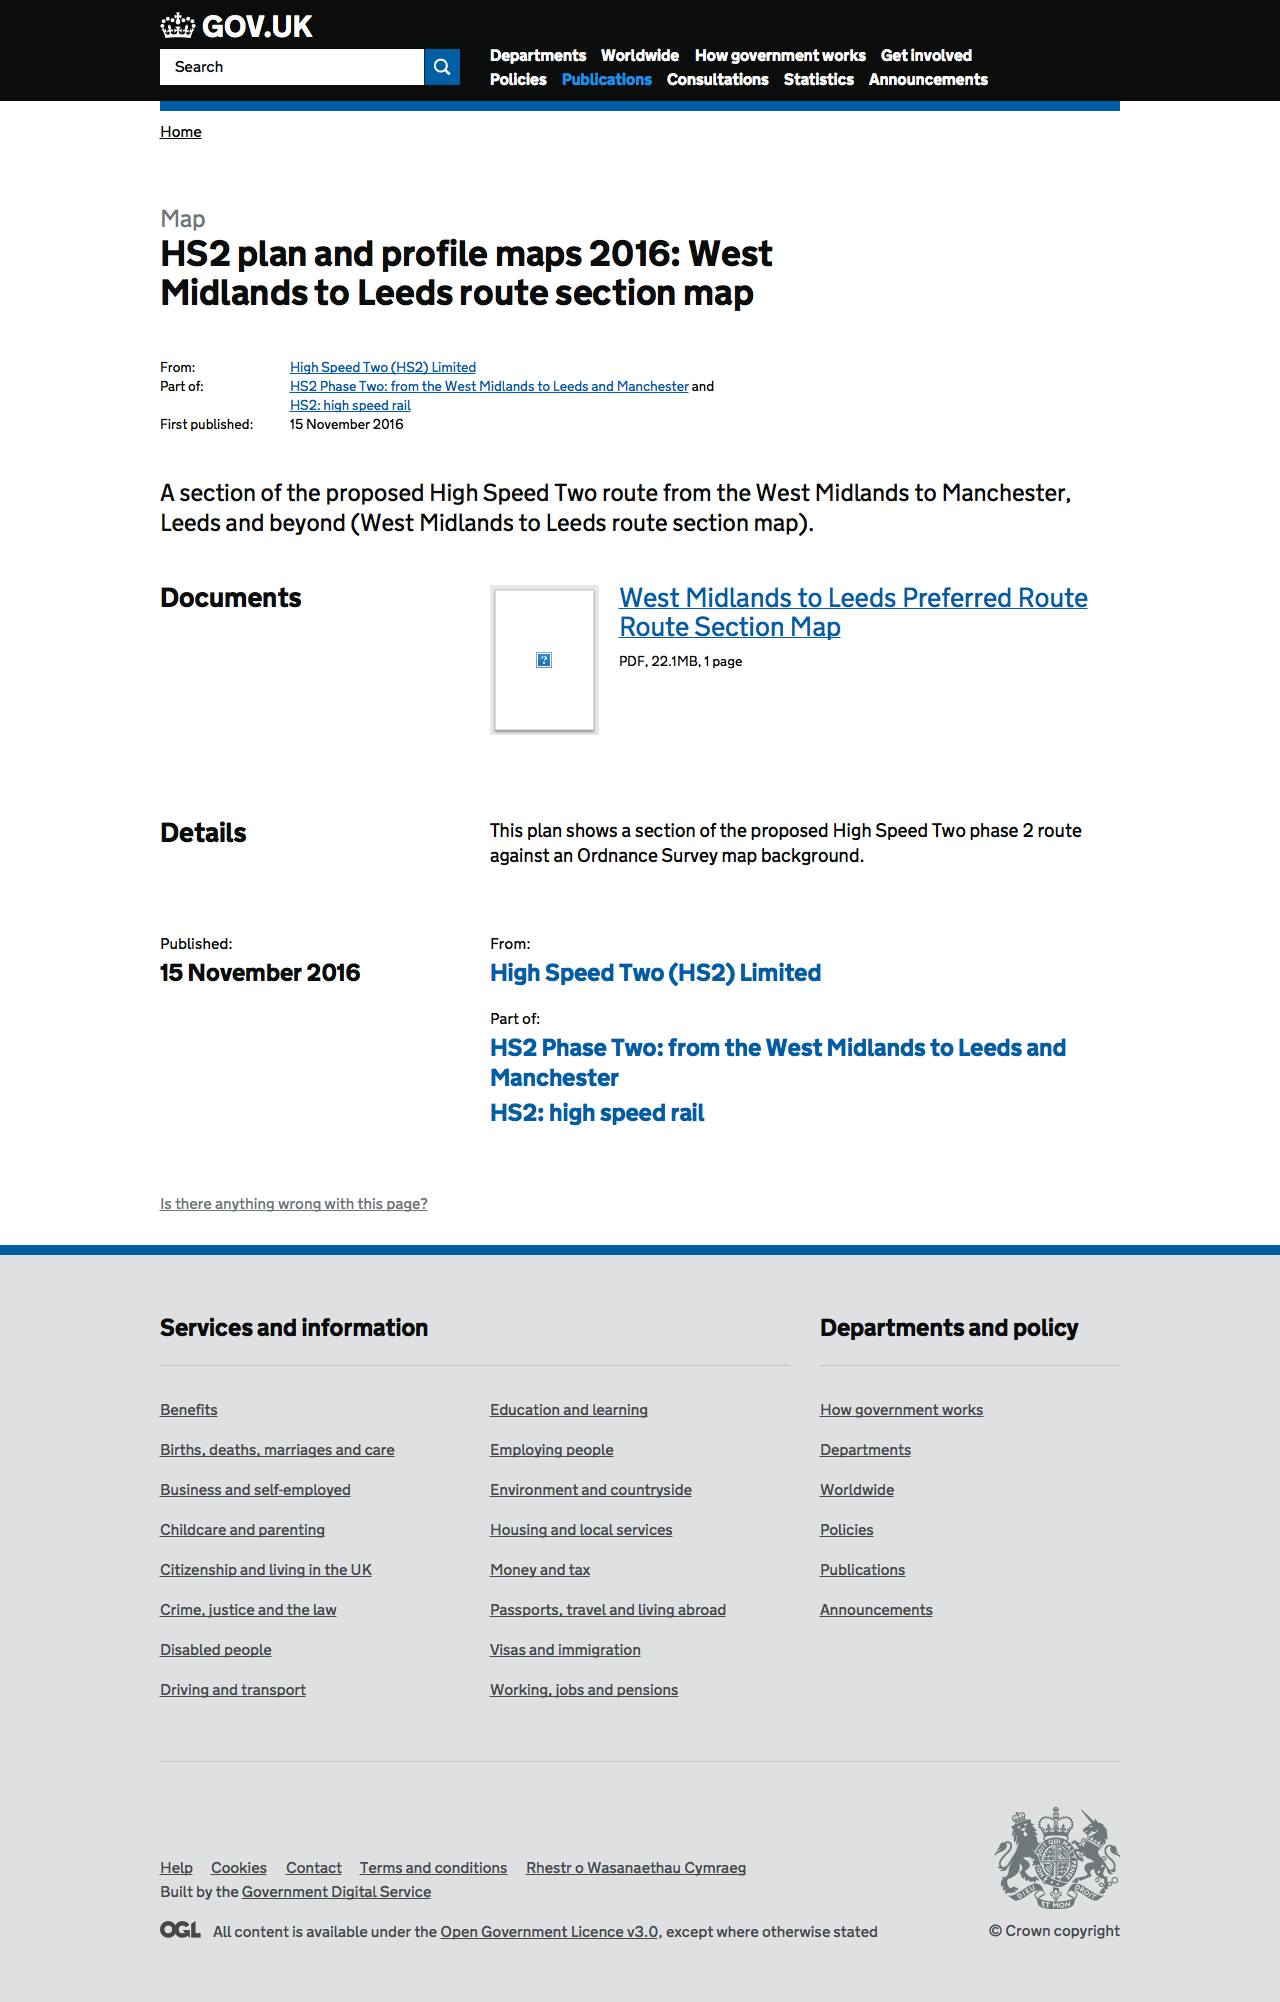 GOV.UK
Search
Departments Worldwide How government works Get involved
Policies Publications Consultations Statistics Announcements
Home
Map
HS2 plan and profile maps 2016: West
Midlands to Leeds route section map
From: High Speed Two (HS2) Limited
Part of: HS2 Phase Two: from the West Midlands to Leeds and Manchester and
HS2: high speed rail
First published: 15 November 2016
A section of the proposed High Speed Two route from the West Midlands to Manchester,
Leeds and beyond (West Midlands to Leeds route section map).
Documents
West Midlands to Leeds Preferred Route
Route Section Map
PDF, 22.1MB, 1 page
Details
This plan shows a section of the proposed High Speed Two phase 2 route
against an Ordnance Survey map background.
Published:
15 November 2016
From:
High Speed Two (HS2) Limited
Part of:
HS2 Phase Two: from the West Midlands to Leeds and
Manchester
HS2: high speed rail
Is there anything wrong with this page?
Services and information
Benefits
Births, deaths, marriages and care
Business and self-employed
Childcare and parenting
Citizenship and living in the UK
Crime, justice and the law
Disabled people
Driving and transport
Education and learning
Employing people
Environment and countryside
Housing and local services
Money and tax
Passports, travel and living abroad
Visas and immigration
Working, jobs and pensions
Departments and policy
How government works
Departments
Worldwide
Policies
Publications
Announcements
Help Cookies Contact Terms and conditions Rhestr o Wasanaethau Cymraeg
Built by the Government Digital Service
OGL All content is available under the Open Government Licence v3.0, except where otherwise stated
DIEU ET MON DROIT
© Crown copyright